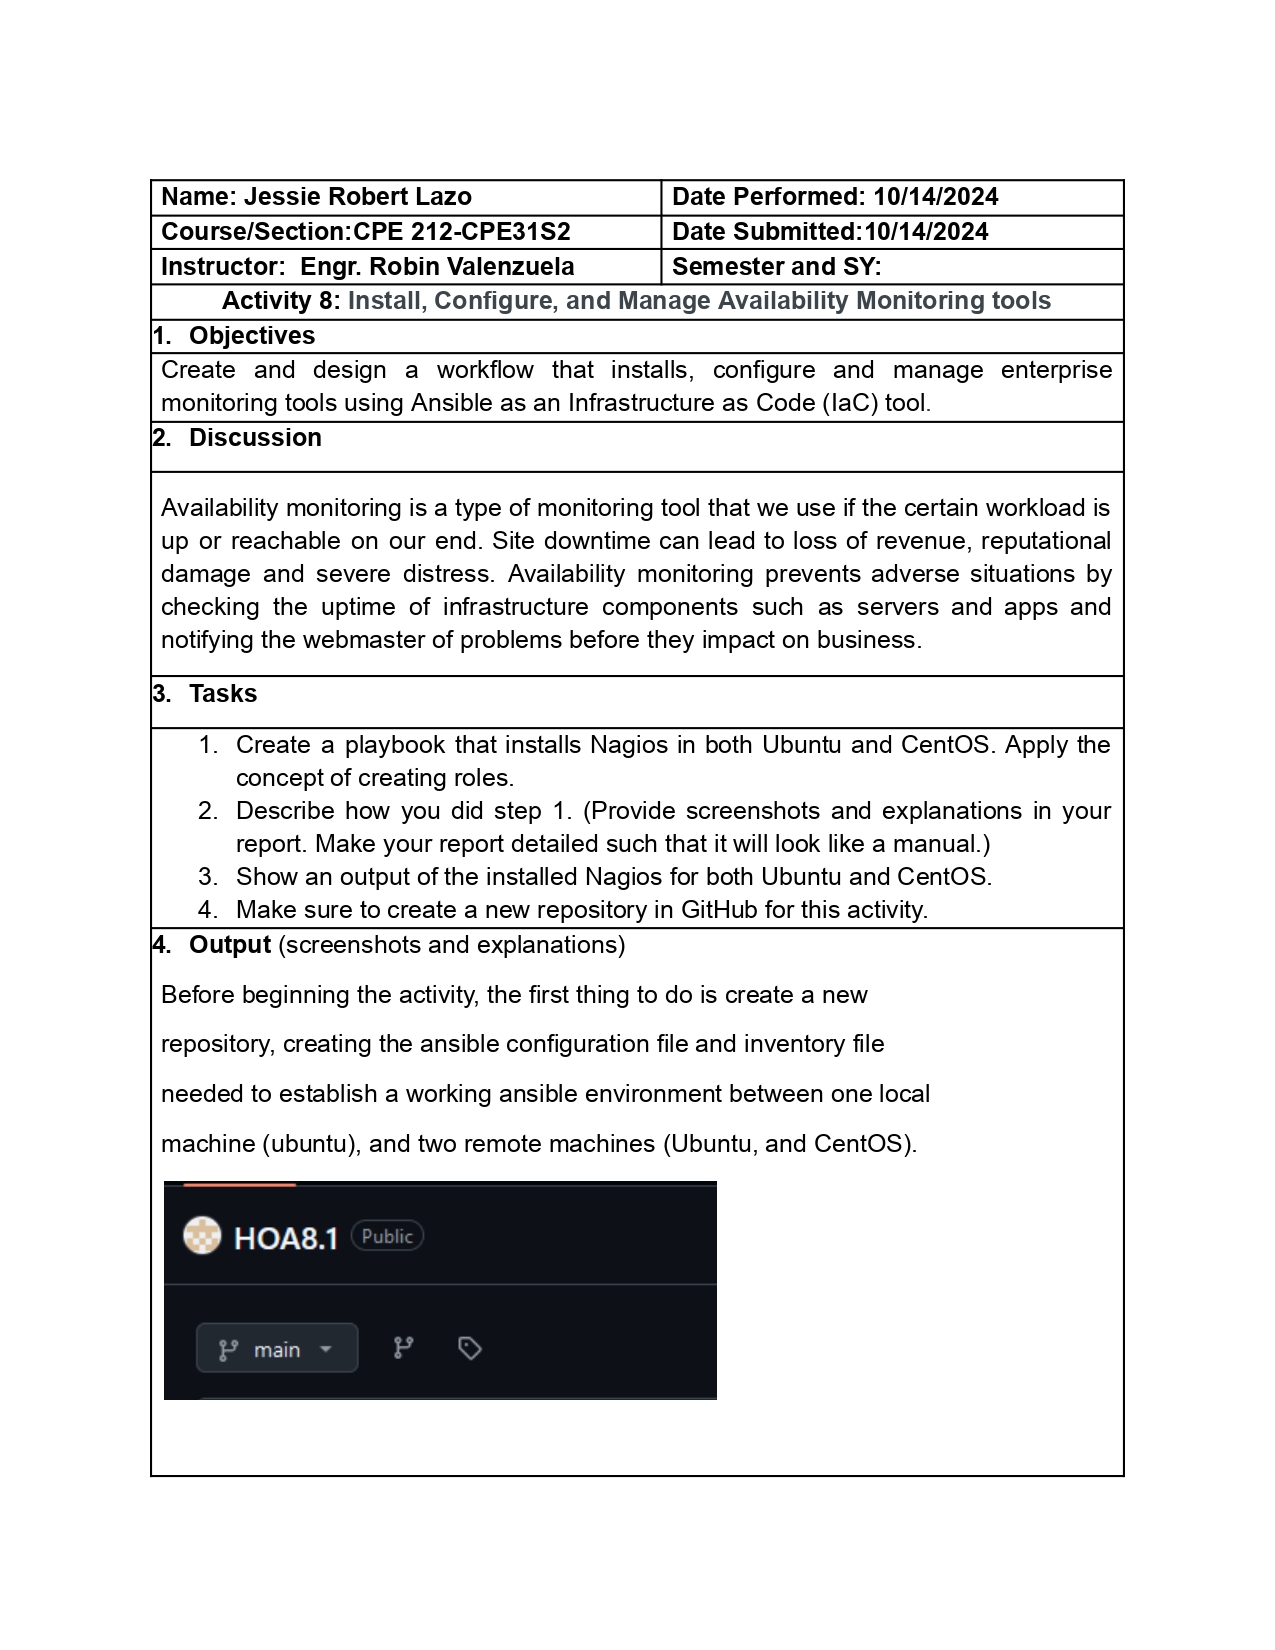 Name: Jessie Robert Lazo
Date Performed: 10/14/2024
Course/Section:CPE 212-CPE31S2
Date Submitted:10/14/2024
Instructor:  Engr. Robin Valenzuela
Semester and SY:
Activity 8: Install, Configure, and Manage Availability Monitoring tools
1. Objectives
Create and design a workflow that installs, configure and manage enterprise
monitoring tools using Ansible as an Infrastructure as Code (IaC) tool.
2. Discussion
Availability monitoring is a type of monitoring tool that we use if the certain workload is
up or reachable on our end. Site downtime can lead to loss of revenue, reputational
damage and severe distress. Availability monitoring prevents adverse situations by
checking the uptime of infrastructure components such as servers and apps and
notifying the webmaster of problems before they impact on business.
3. Tasks
1. Create a playbook that installs Nagios in both Ubuntu and CentOS. Apply the
concept of creating roles.
2. Describe how you did step 1. (Provide screenshots and explanations in your
report. Make your report detailed such that it will look like a manual.)
3. Show an output of the installed Nagios for both Ubuntu and CentOS.
4. Make sure to create a new repository in GitHub for this activity.
4. Output (screenshots and explanations)
Before beginning the activity, the first thing to do is create a new
repository, creating the ansible configuration file and inventory file
needed to establish a working ansible environment between one local
machine (ubuntu), and two remote machines (Ubuntu, and CentOS).
HOA8.1 Public
main